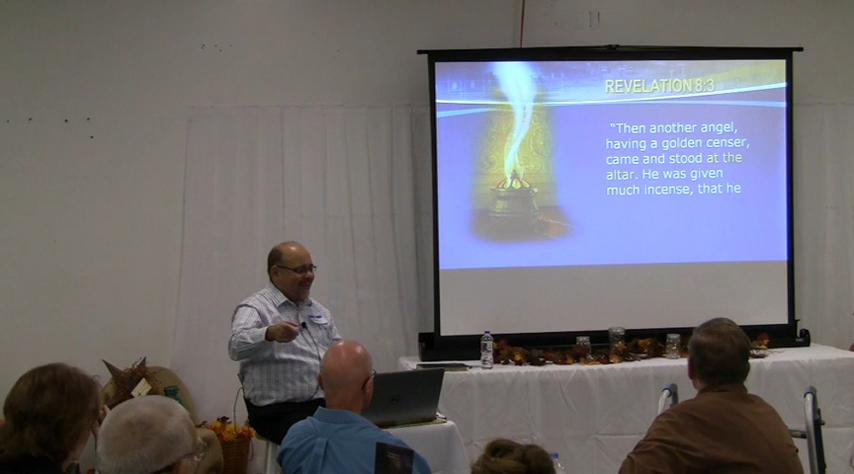 REVELATION 8:3
“Then another angel,
having a golden censer,
came and stood at the
altar. He was given
much incense, that he